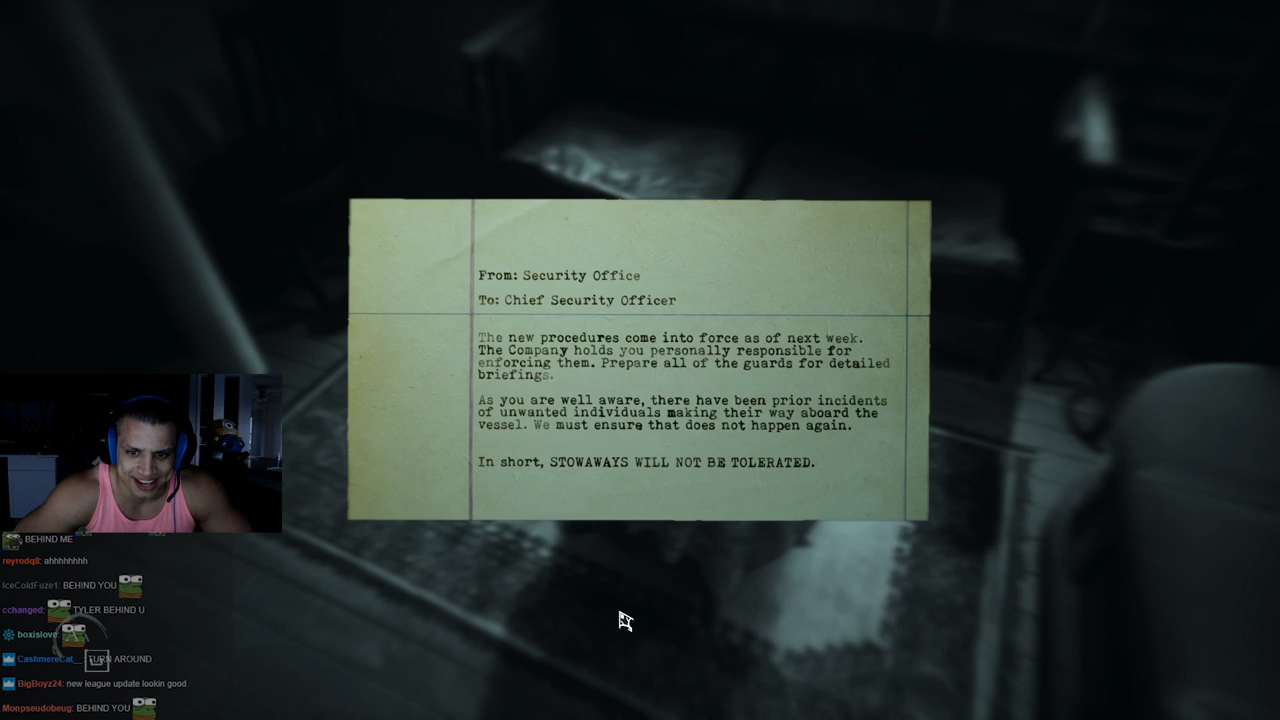 From: Security Office
To: Chief Security Officer
The new procedures come into force as of next week.
The Company holds you personally responsible for
enforcing them. Prepare all of the guards for detailed
briefings.
As you are well aware, there have been prior incidents
of unwanted individuals making their way aboard the
vessel. We must ensure that does not happen again.
In short, STOWAWAYS WILL NOT BE TOLERATED.
BEHIND ME
reyrodq8: ahhhhhhhh
IceColdFuze1: BEHIND YOU
cchanged: TYLER BEHIND U
boxislove:
CashmereCat__: TURN AROUND
BigBoyz24: new league update lookin good
Monpseudobeug: BEHIND YOU